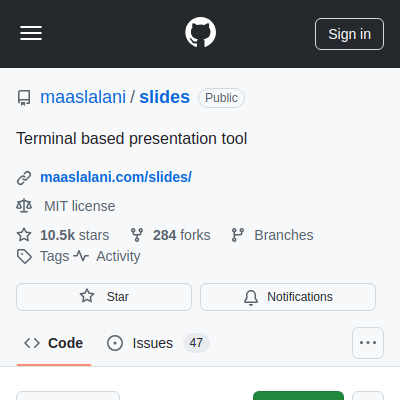 Sign in
maaslalani / slides Public
Terminal based presentation tool
maaslalani.com/slides/
MIT license
10.5k stars 284 forks Branches
Tags Activity
Star Notifications
Code Issues 47